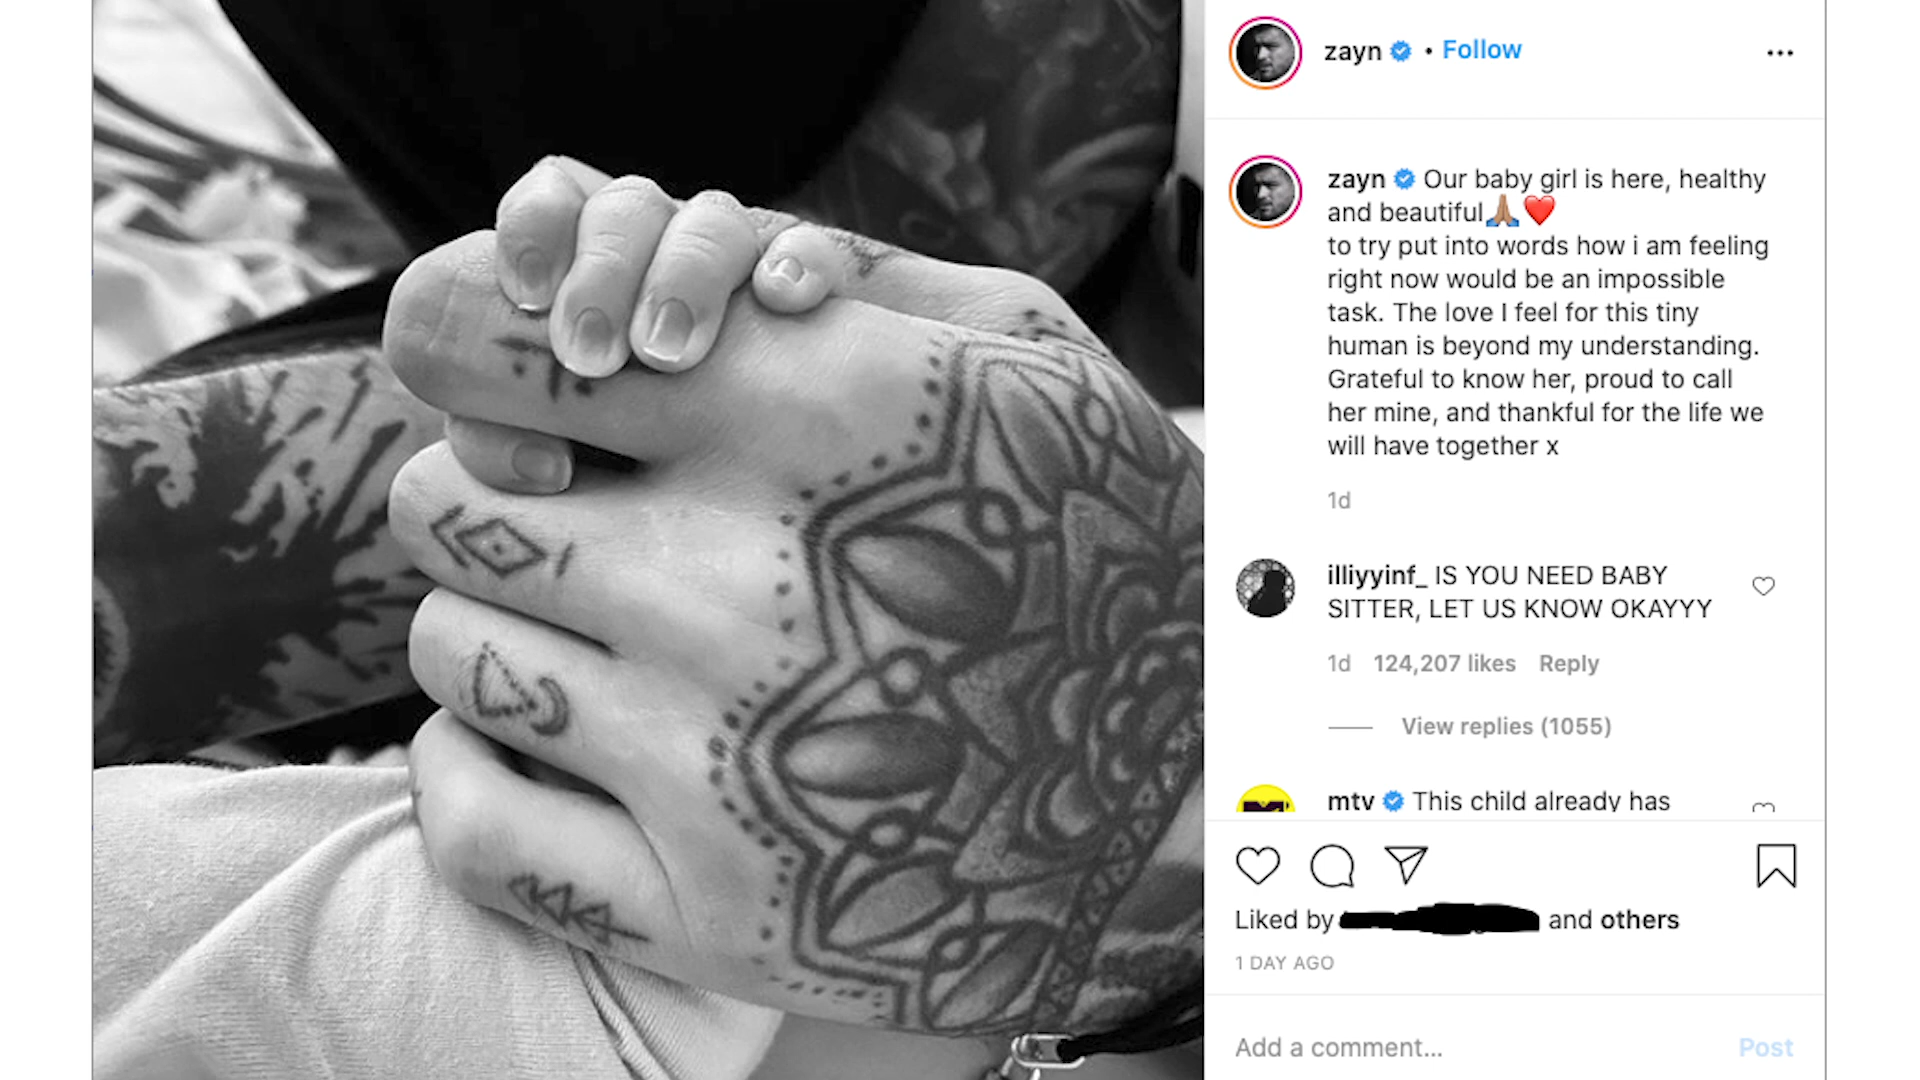 zayn • Follow
zayn Our baby girl is here, healthy
and beautiful🙏🏽❤️
to try put into words how i am feeling
right now would be an impossible
task. The love I feel for this tiny
human is beyond my understanding.
Grateful to know her, proud to call
her mine, and thankful for the life we
will have together x
1d
illiyyinf_ IS YOU NEED BABY
SITTER, LET US KNOW OKAYYY
1d 124,207 likes Reply
View replies (1055)
mtv This child already has
Liked by and others
1 DAY AGO
Add a comment... Post